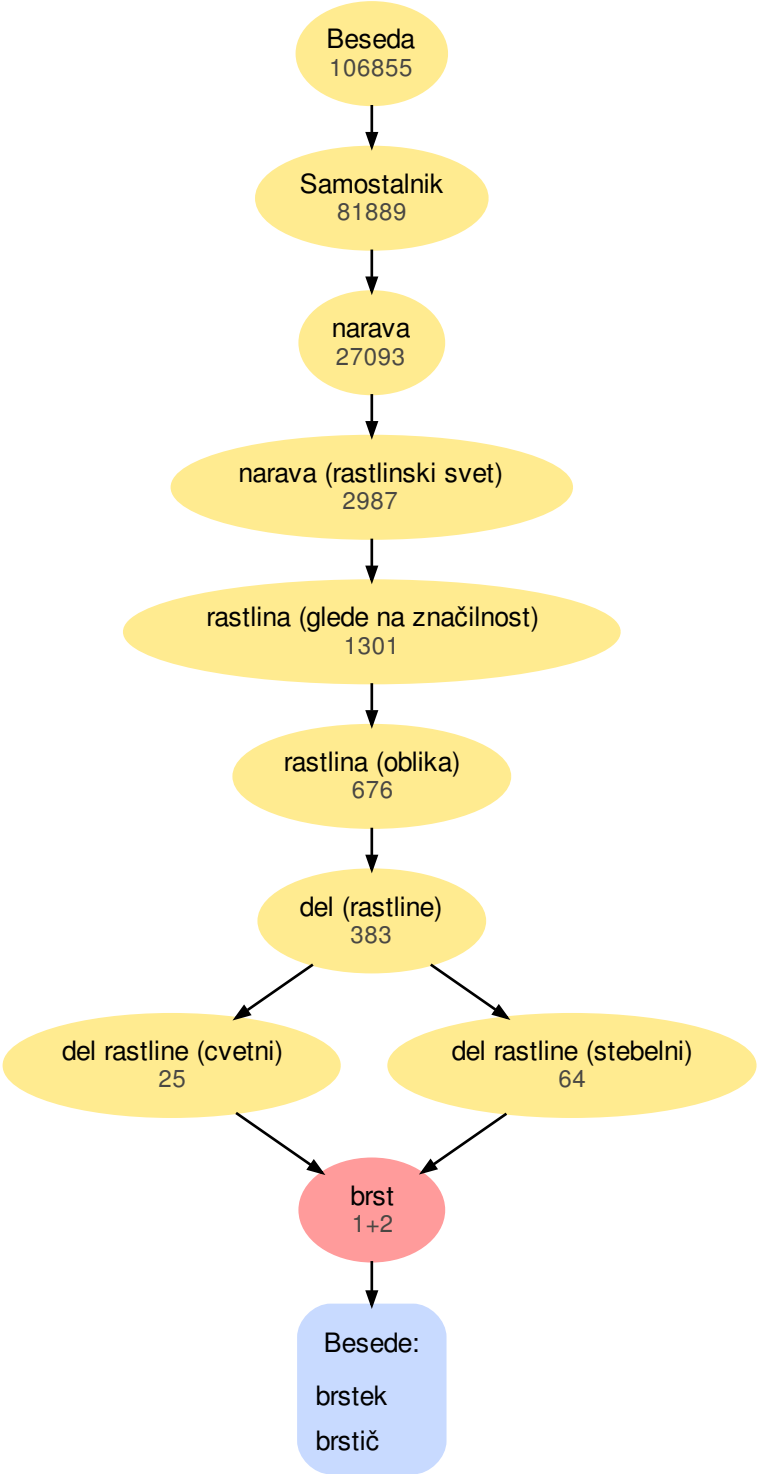 Beseda
106855
Samostalnik
81889
narava
27093
narava (rastlinski svet)
2987
rastlina (glede na značilnost)
1301
rastlina (oblika)
676
del (rastline)
383
del rastline (cvetni)
25
del rastline (stebelni)
64
brst
1+2
Besede:
brstek
brstič